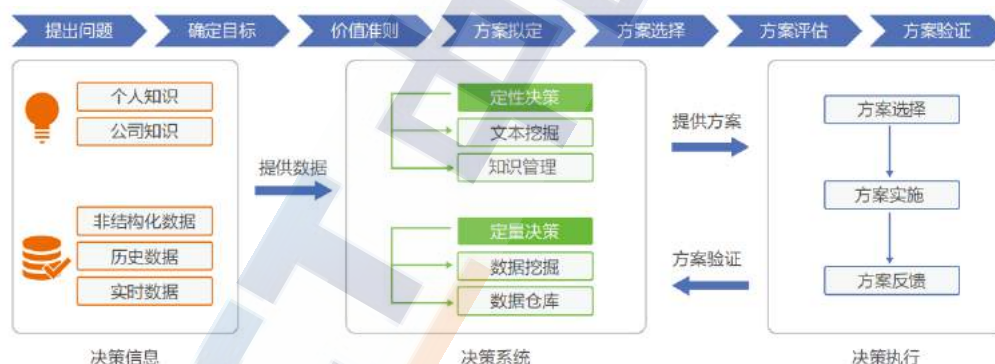 提出问题 确定目标 价值准则 方案拟定 方案选择 方案评估 方案验证
个人知识
公司知识
非结构化数据
历史数据
实时数据
决策信息
提供数据
定性决策
文本挖掘
知识管理
定量决策
数据挖掘
数据仓库
决策系统
提供方案
方案验证
方案选择
方案实施
方案反馈
决策执行